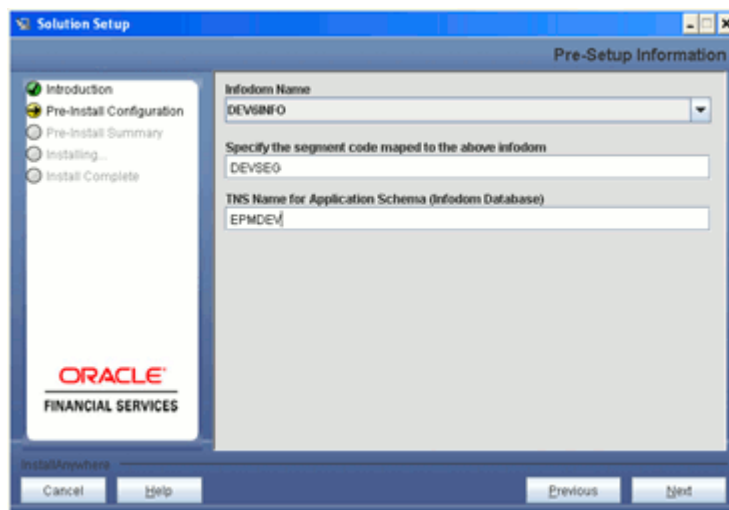 Solution Setup
Pre-Setup Information
Introduction
Pre-Install Configuration
Pre-Install Summary
Installing...
Install Complete
ORACLE
FINANCIAL SERVICES
Infodom Name
DEV6INFO
Specify the segment code maped to the above infodom
DEVSEG
TNS Name for Application Schema (Infodom Database)
EPMDEV
InstallAnywhere
Cancel
Help
Previous
Next